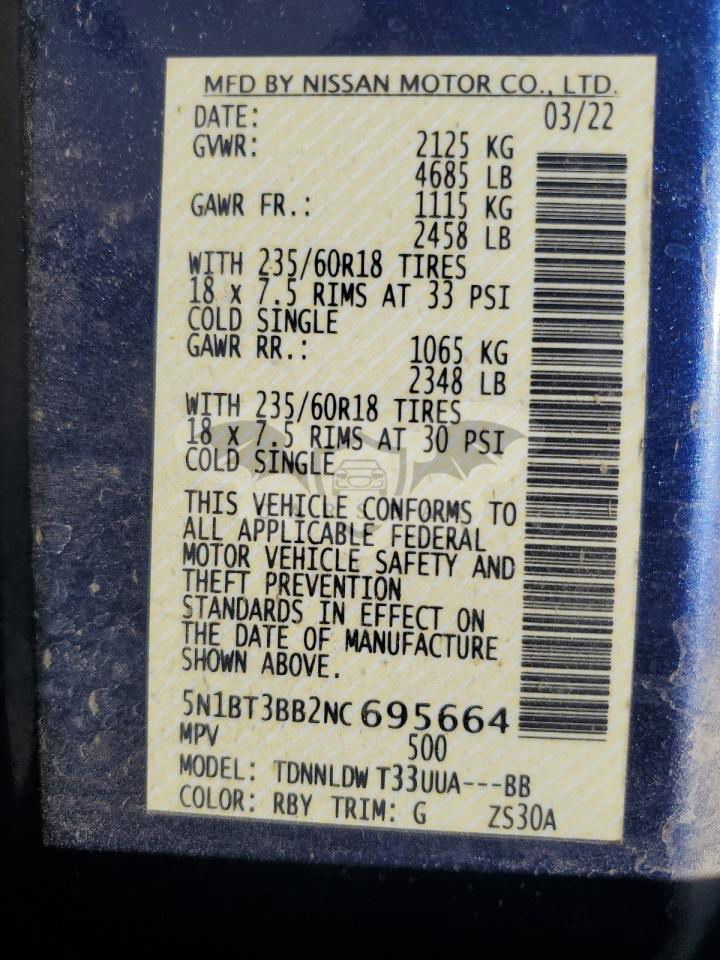 MFD BY NISSAN MOTOR CO., LTD.
DATE: 03/22
GVWR: 2125 KG
4685 LB
GAWR FR.: 1115 KG
2458 LB
WITH 235/60R18 TIRES
18 x 7.5 RIMS AT 33 PSI
COLD SINGLE
GAWR RR.: 1065 KG
2348 LB
WITH 235/60R18 TIRES
18 x 7.5 RIMS AT 30 PSI
COLD SINGLE
THIS VEHICLE CONFORMS TO
ALL APPLICABLE FEDERAL
MOTOR VEHICLE SAFETY AND
THEFT PREVENTION
STANDARDS IN EFFECT ON
THE DATE OF MANUFACTURE
SHOWN ABOVE.
5N1BT3BB2NC695664
MPV 500
MODEL: TDNNLDW T33UUA---BB
COLOR: RBY TRIM: G ZS30A